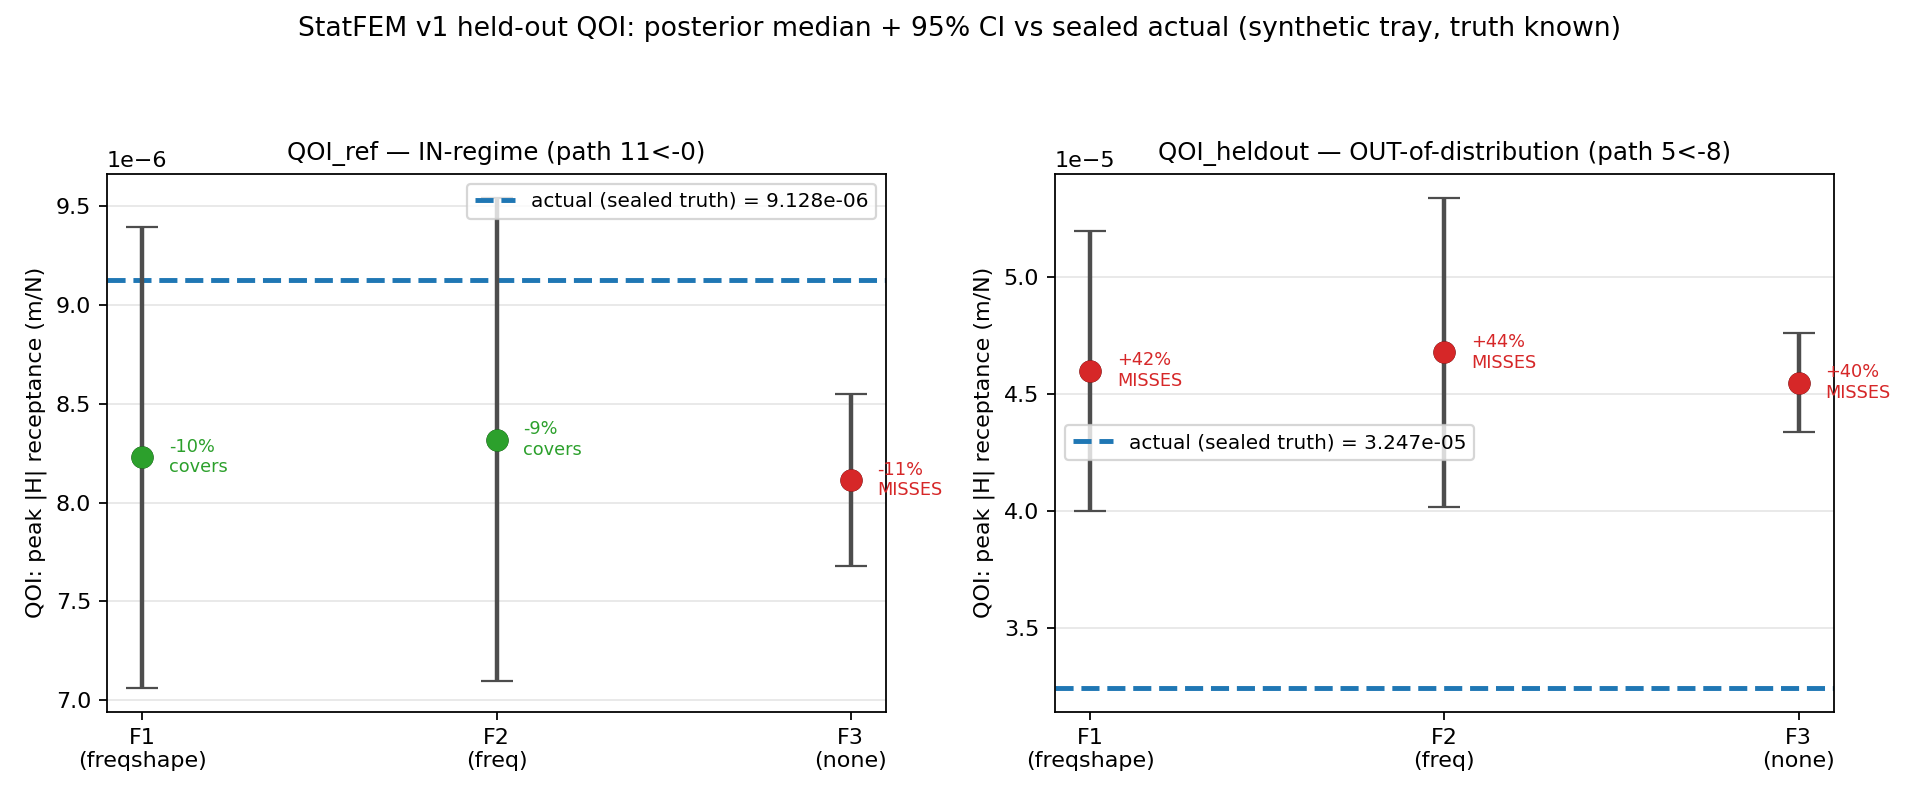 StatFEM v1 held-out QOI: posterior median + 95% CI vs sealed actual (synthetic tray, truth known)
QOI_ref — IN-regime (path 11<-0)
1e−6
actual (sealed truth) = 9.128e-06
QOI: peak |H| receptance (m/N)
9.5
9.0
8.5
8.0
7.5
7.0
-10%
covers
-9%
covers
-11%
MISSES
F1
(freqshape)
F2
(freq)
F3
(none)
QOI_heldout — OUT-of-distribution (path 5<-8)
1e−5
QOI: peak |H| receptance (m/N)
5.0
4.5
4.0
3.5
+42%
MISSES
+44%
MISSES
+40%
MISSES
actual (sealed truth) = 3.247e-05
F1
(freqshape)
F2
(freq)
F3
(none)